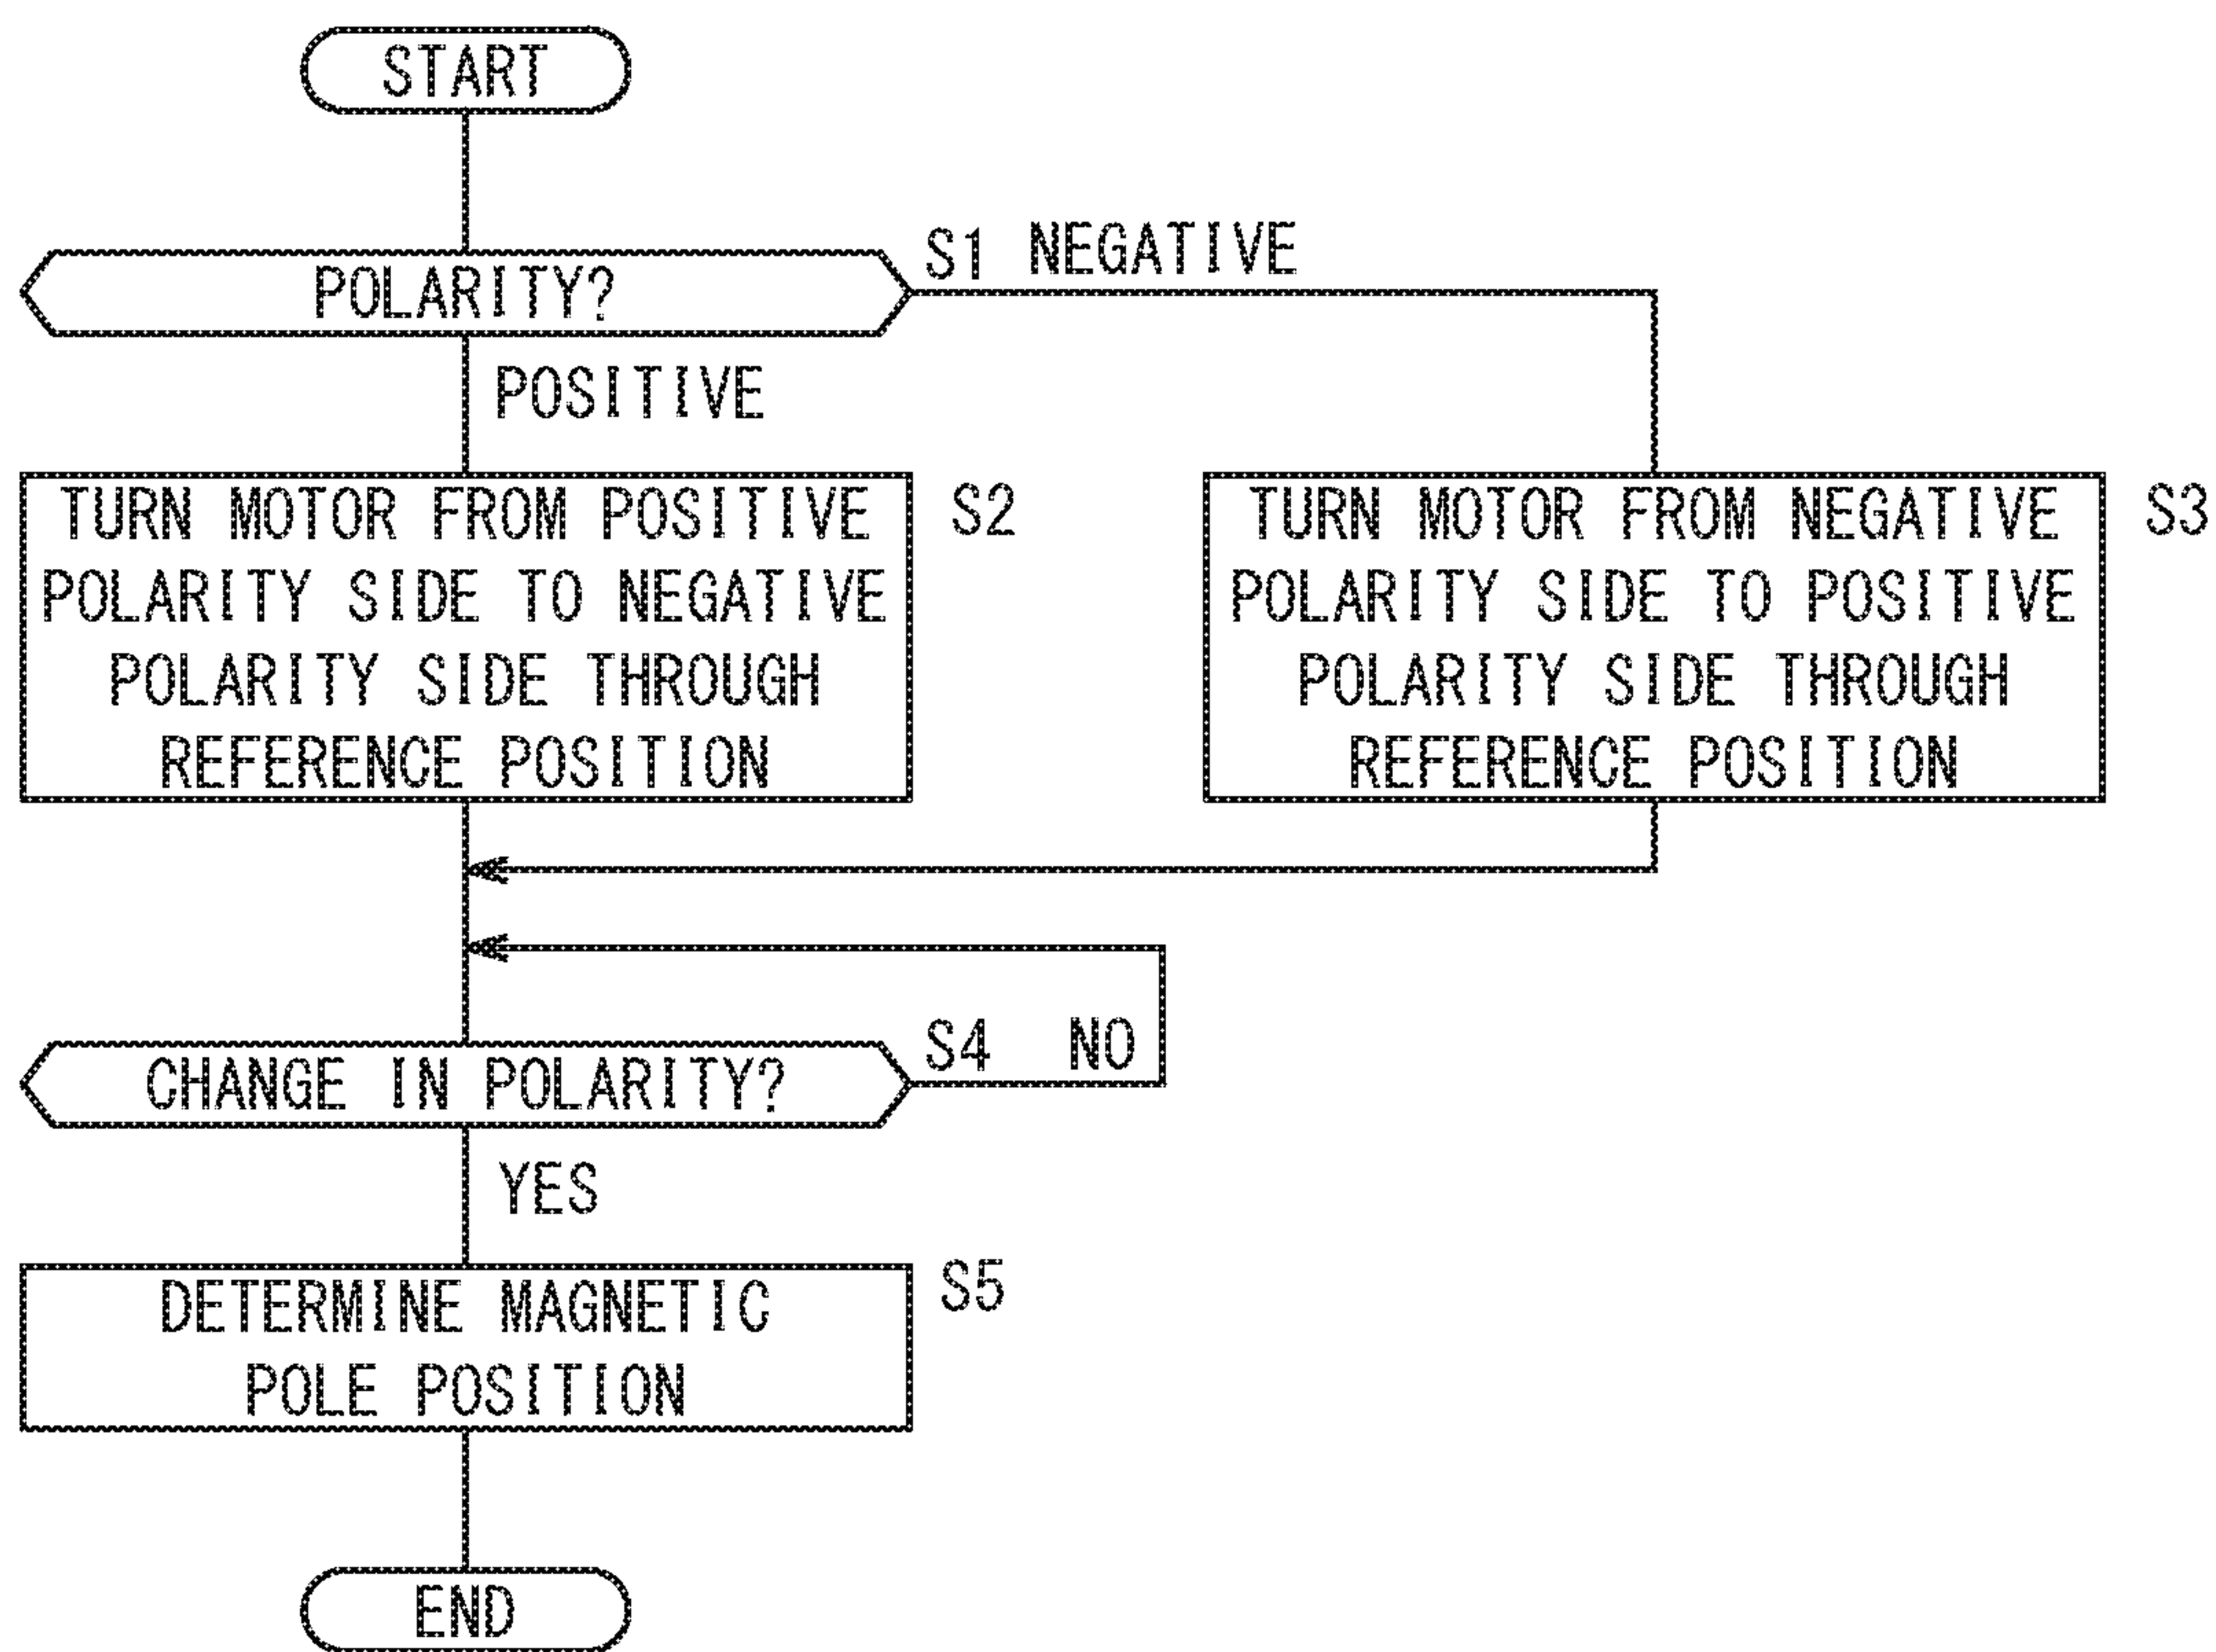 START
S1 NEGATIVE
POLARITY?
POSITIVE
TURN MOTOR FROM POSITIVE
POLARITY SIDE TO NEGATIVE
POLARITY SIDE THROUGH
REFERENCE POSITION
S2
TURN MOTOR FROM NEGATIVE
POLARITY SIDE TO POSITIVE
POLARITY SIDE THROUGH
REFERENCE POSITION
S3
S4 NO
CHANGE IN POLARITY?
YES
DETERMINE MAGNETIC
POLE POSITION
S5
END